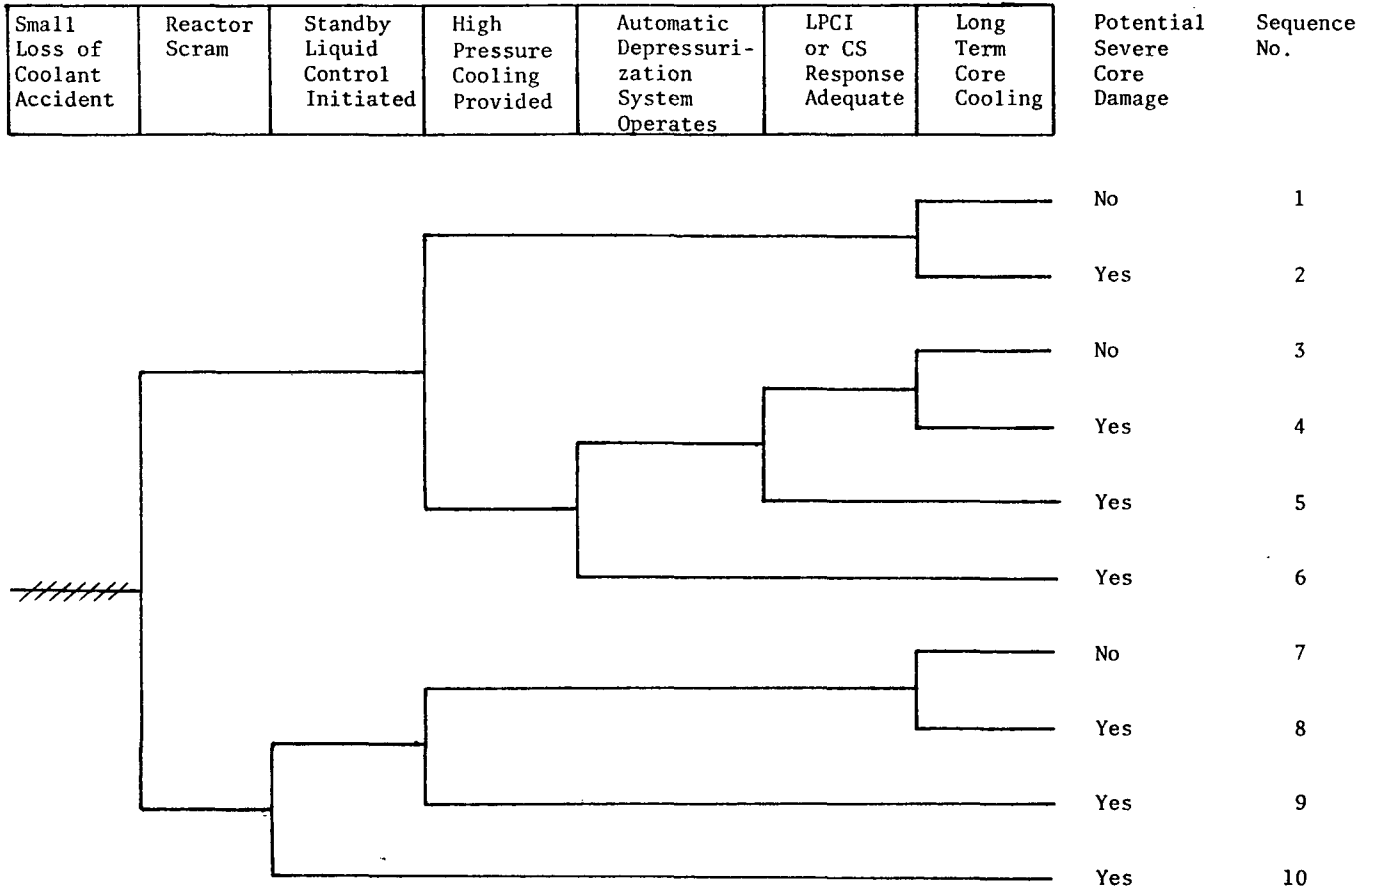 Small
Loss of
Coolant
Accident
Reactor
Scram
Standby
Liquid
Control
Initiated
High
Pressure
Cooling
Provided
Automatic
Depressuri-
zation
System
Operates
LPCI
or CS
Response
Adequate
Long
Term
Core
Cooling
Potential
Severe
Core
Damage
Sequence
No.
No 1
Yes 2
No 3
Yes 4
Yes 5
Yes 6
No 7
Yes 8
Yes 9
Yes 10